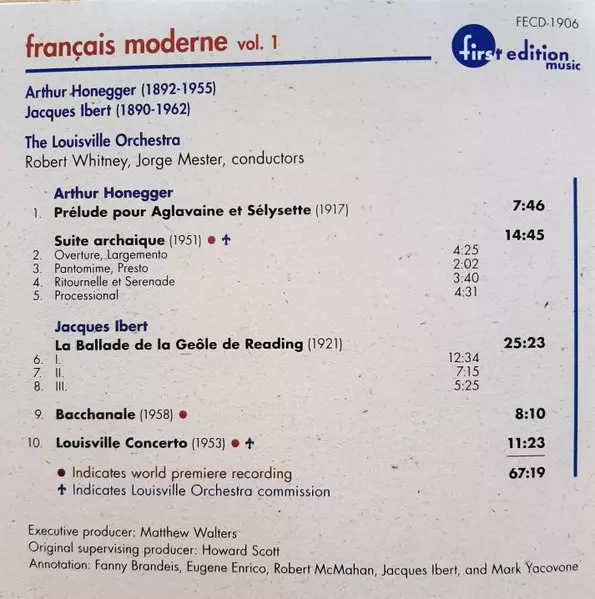 français moderne vol. 1
FECD-1906
first edition
music
Arthur Honegger (1892-1955)
Jacques Ibert (1890-1962)
The Louisville Orchestra
Robert Whitney, Jorge Mester, conductors
Arthur Honegger
1. Prélude pour Aglavaine et Sélysette (1917) 7:46
Suite archaique (1951) ● ✝ 14:45
2. Overture, Largemento 4:25
3. Pantomime, Presto 2:02
4. Ritournelle et Serenade 3:40
5. Processional 4:31
Jacques Ibert
La Ballade de la Geôle de Reading (1921) 25:23
6. I. 12:34
7. II. 7:15
8. III. 5:25
9. Bacchanale (1958) ● 8:10
10. Louisville Concerto (1953) ● ✝ 11:23
● Indicates world premiere recording 67:19
✝ Indicates Louisville Orchestra commission
Executive producer: Matthew Walters
Original supervising producer: Howard Scott
Annotation: Fanny Brandeis, Eugene Enrico, Robert McMahan, Jacques Ibert, and Mark Yacovone